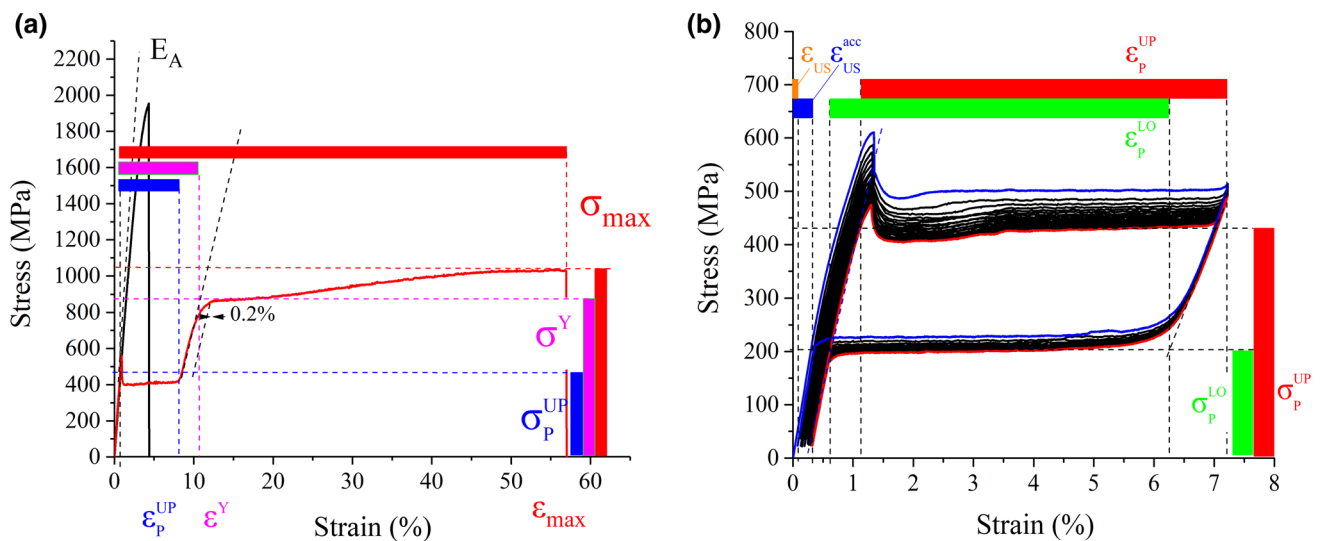 (a)
E_A
Stress (MPa)
2200
2000
1800
1600
1400
1200
1000
800
600
400
200
0
σ_max
0.2%
σ^Y
σ_P^UP
0 10 20 30 40 50 60
ε_P^UP ε^Y ε_max
Strain (%)
(b)
Stress (MPa)
800
700
600
500
400
300
200
100
0
ε_US ε_US^acc ε_P^UP
ε_P^LO
σ_P^LO σ_P^UP
0 1 2 3 4 5 6 7 8
Strain (%)